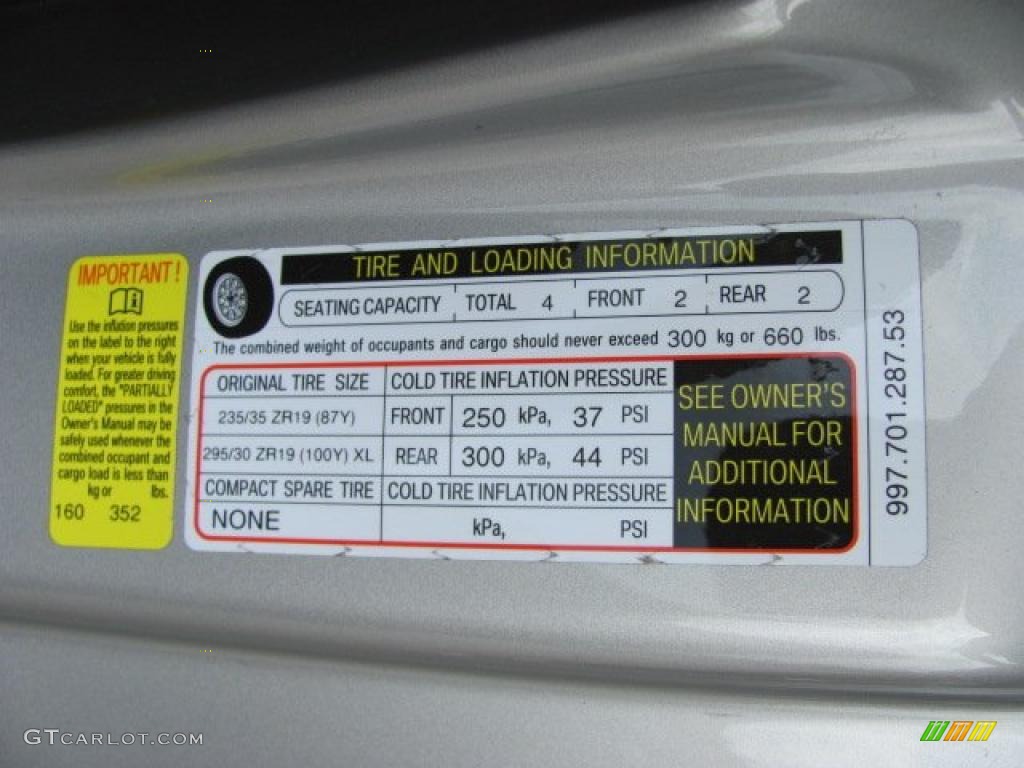 IMPORTANT!
Use the inflation pressures
on the label to the right
when your vehicle is fully
loaded. For greater driving
comfort, the "PARTIALLY
LOADED" pressures in the
Owner's Manual may be
safely used whenever the
combined occupant and
cargo load is less than
kg or lbs.
160 352
TIRE AND LOADING INFORMATION
SEATING CAPACITY TOTAL 4 FRONT 2 REAR 2
The combined weight of occupants and cargo should never exceed 300 kg or 660 lbs.
ORIGINAL TIRE SIZE COLD TIRE INFLATION PRESSURE
235/35 ZR19 (87Y) FRONT 250 kPa, 37 PSI
295/30 ZR19 (100Y) XL REAR 300 kPa, 44 PSI
COMPACT SPARE TIRE COLD TIRE INFLATION PRESSURE
NONE kPa, PSI
SEE OWNER'S
MANUAL FOR
ADDITIONAL
INFORMATION
997.701.287.53
GTCARLOT.COM